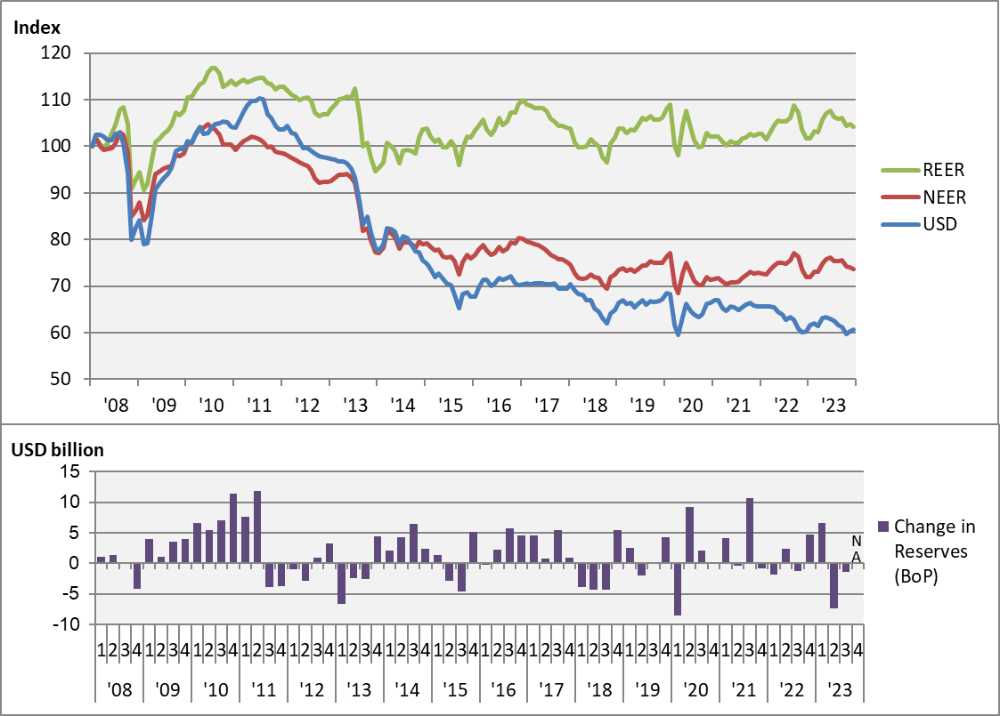 Index
120
110
100
90
80
70
60
50
'08 '09 '10 '11 '12 '13 '14 '15 '16 '17 '18 '19 '20 '21 '22 '23
REER
NEER
USD
USD billion
15
10
5
0
-5
-10
N
A
1 2 3 4 1 2 3 4 1 2 3 4 1 2 3 4 1 2 3 4 1 2 3 4 1 2 3 4 1 2 3 4 1 2 3 4 1 2 3 4 1 2 3 4 1 2 3 4 1 2 3 4 1 2 3 4 1 2 3 4 1 2 3 4
'08 '09 '10 '11 '12 '13 '14 '15 '16 '17 '18 '19 '20 '21 '22 '23
Change in
Reserves
(BoP)